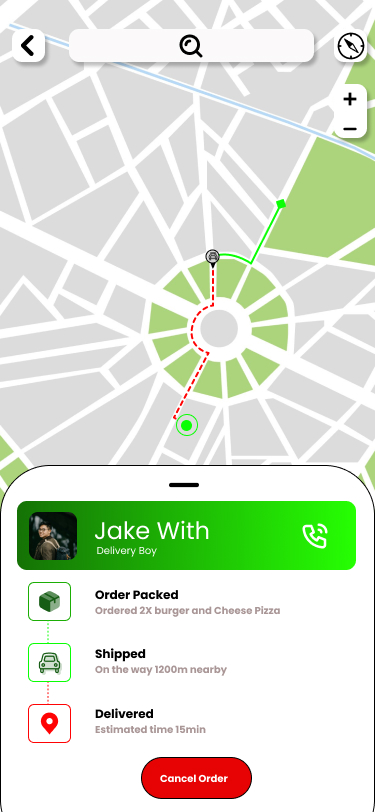 Jake With
Delivery Boy
Order Packed
Ordered 2X burger and Cheese Pizza
Shipped
On the way 1200m nearby
Delivered
Estimated time 15min
Cancel Order